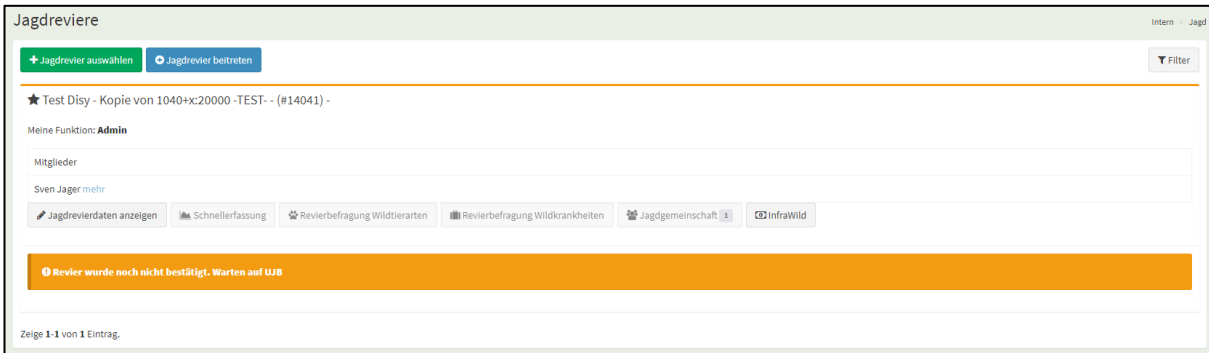 Jagdreviere
Intern > Jagd
Jagdrevier auswählen Jagdrevier beitreten Filter
Test Disy - Kopie von 1040+x:20000 -TEST- - (#14041) -
Meine Funktion: Admin
Mitglieder
Sven Jager mehr
Jagdrevierdaten anzeigen Schnellerfassung Revierbefragung Wildtierarten Revierbefragung Wildkrankheiten Jagdgemeinschaft 1 InfraWild
Revier wurde noch nicht bestätigt. Warten auf UJB
Zeige 1-1 von 1 Eintrag.